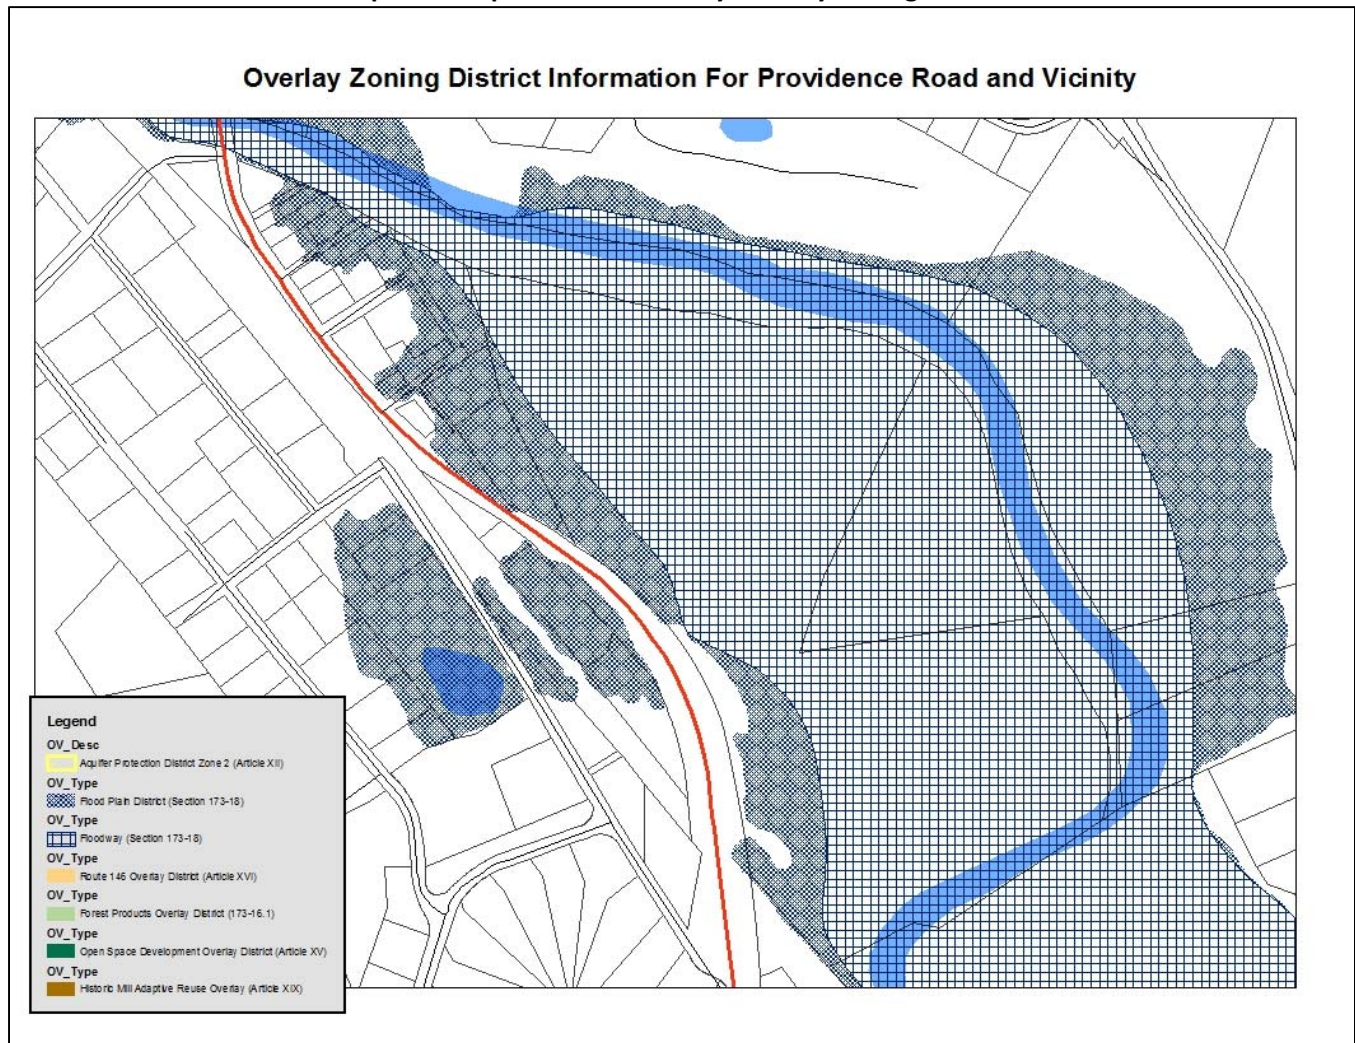 Overlay Zoning District Information For Providence Road and Vicinity
Legend
OV_Desc
Aquifer Protection District Zone 2 (Article XII)
OV_Type
Flood Plain District (Section 173-18)
OV_Type
Floodway (Section 173-18)
OV_Type
Route 146 Overlay District (Article XVI)
OV_Type
Forest Products Overlay District (173-16.1)
OV_Type
Open Space Development Overlay District (Article XV)
OV_Type
Historic Mill Adaptive Reuse Overlay (Article XIX)